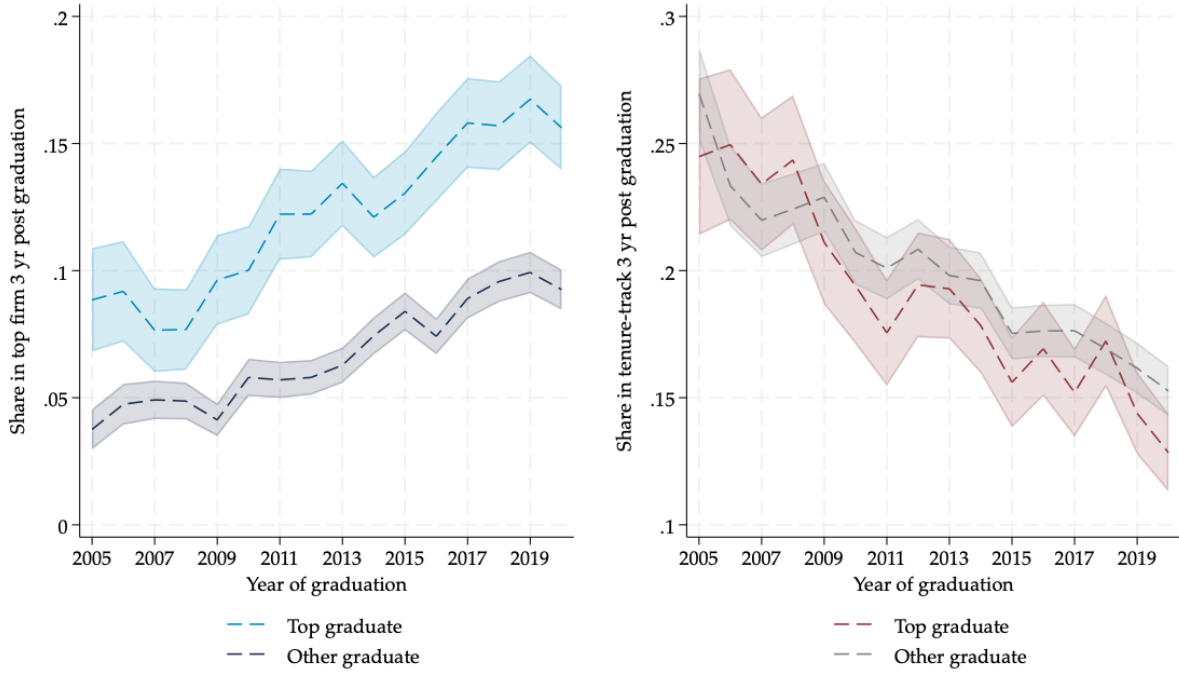 Share in top firm 3 yr post graduation
.2
.15
.1
.05
0
2005 2007 2009 2011 2013 2015 2017 2019
Year of graduation
Top graduate
Other graduate
Share in tenure-track 3 yr post graduation
.3
.25
.2
.15
.1
2005 2007 2009 2011 2013 2015 2017 2019
Year of graduation
Top graduate
Other graduate